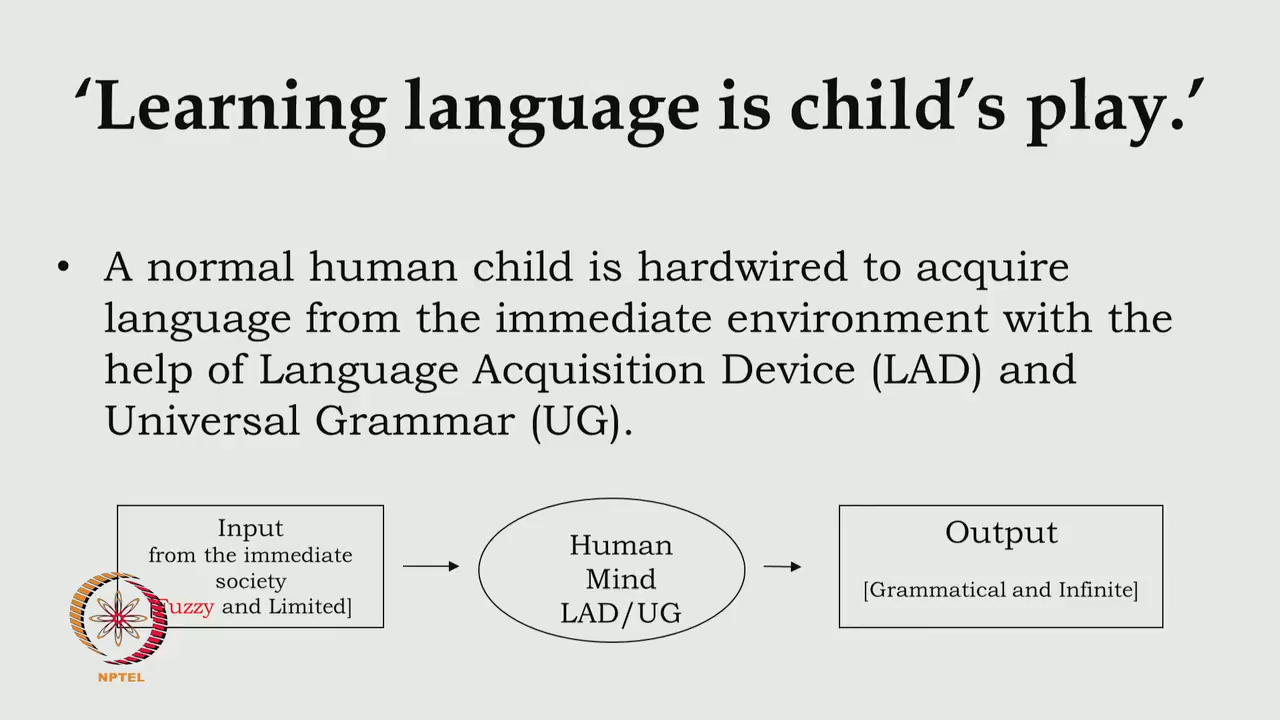 ‘Learning language is child’s play.’
• A normal human child is hardwired to acquire
language from the immediate environment with the
help of Language Acquisition Device (LAD) and
Universal Grammar (UG).
Input
from the immediate
society
[Fuzzy and Limited]
Human
Mind
LAD/UG
Output
[Grammatical and Infinite]
NPTEL